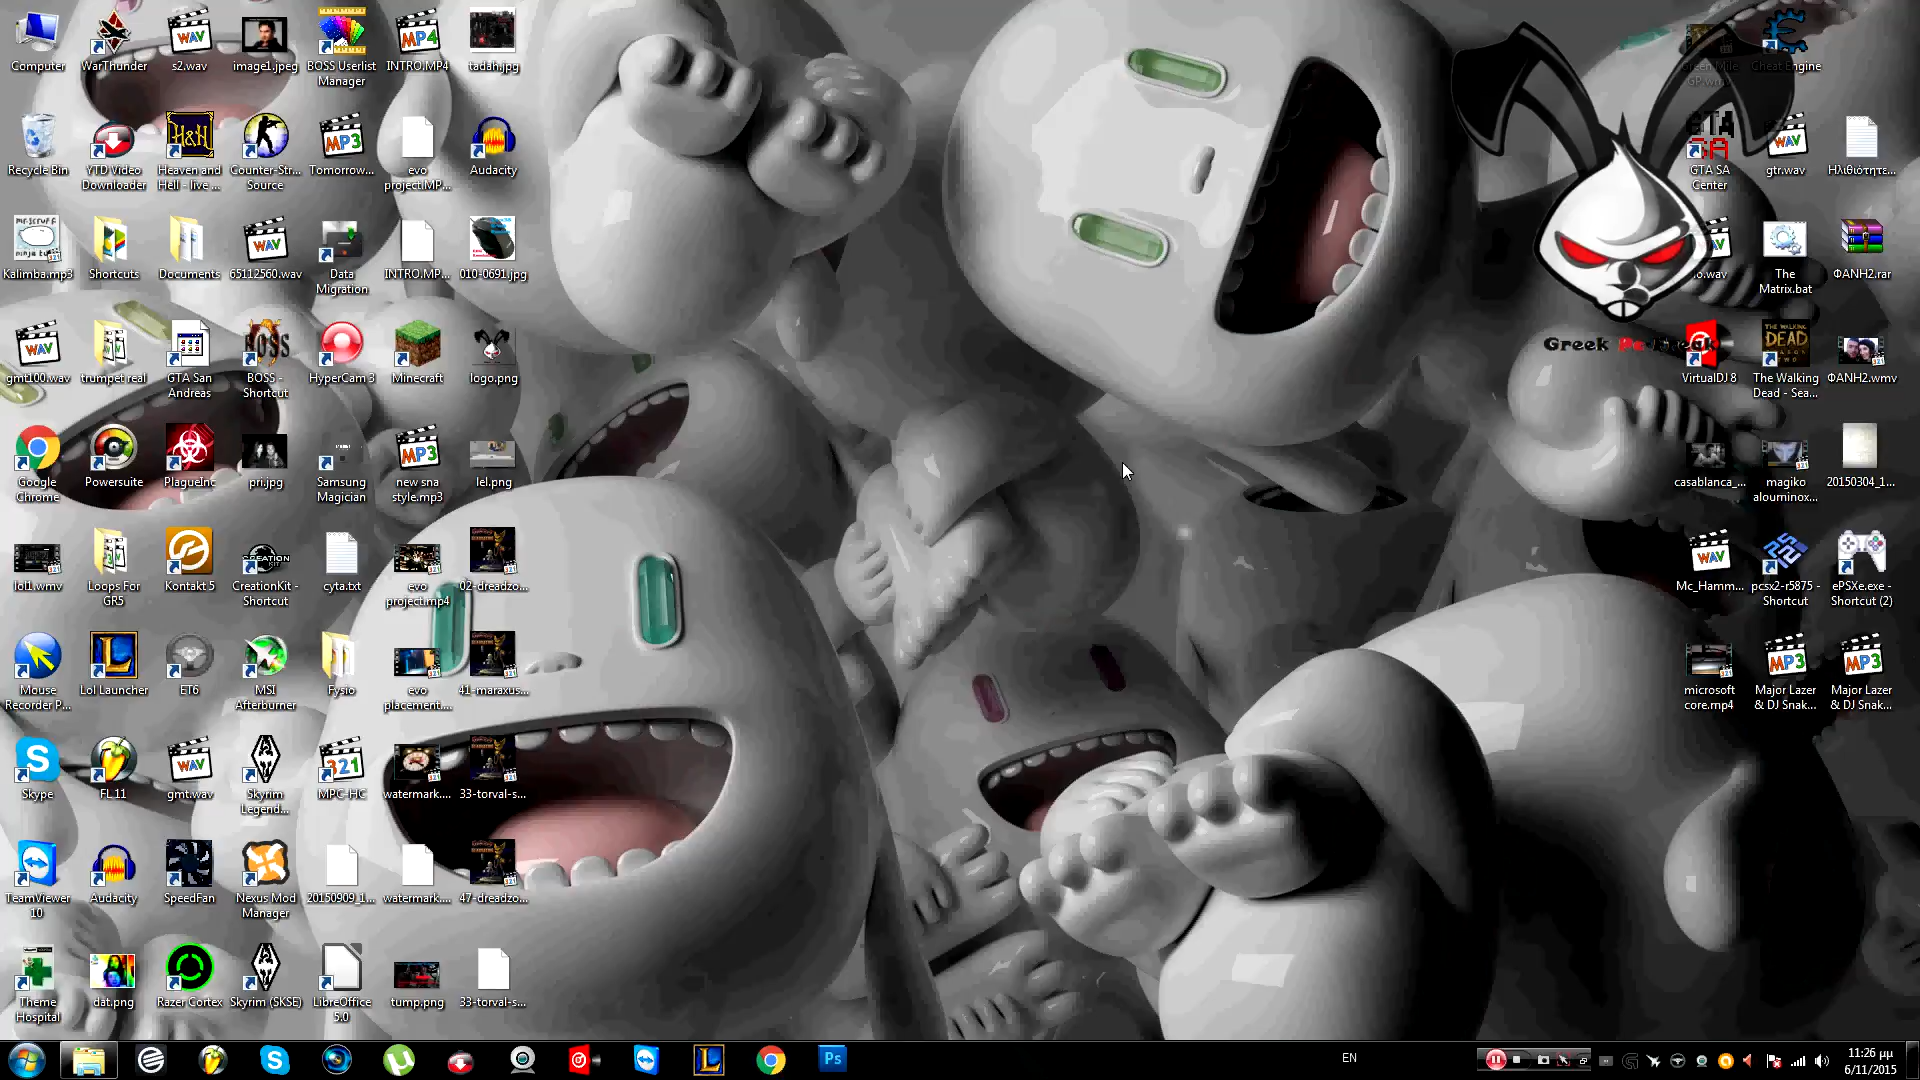 Computer
WarThunder
s2.wav
image1.jpeg
BOSS Userlist
Manager
INTRO.MP4
tadah.jpg
Cheat Engine
Recycle Bin
YTD Video
Downloader
Heaven and
Hell - live ...
Counter-Str...
Source
Tomorrow...
evo
project.MP...
Audacity
GTA SA
Center
gtr.wav
Ηλιθιότητε...
Kalimba.mp3
Shortcuts
Documents
65112560.wav
Data
Migration
INTRO.MP...
010-0691.jpg
The
Matrix.bat
ΦΑΝΗ2.rar
Greek Pc Freak
gmt100.wav
trumpet real
GTA San
Andreas
BOSS -
Shortcut
HyperCam 3
Minecraft
logo.png
VirtualDJ 8
The Walking
Dead - Sea...
ΦΑΝΗ2.wmv
Google
Chrome
Powersuite
PlagueInc
pri.jpg
Samsung
Magician
new sna
style.mp3
lel.png
casablanca_...
magiko
alouminox...
20150304_1...
lol1.wmv
Loops For
GR5
Kontakt 5
CreationKit -
Shortcut
cyta.txt
evo
project.mp4
02-dreadzo...
Mc_Hamm...
pcsx2-r5875 -
Shortcut
ePSXe.exe -
Shortcut (2)
Mouse
Recorder P...
Lol Launcher
ET6
MSI
Afterburner
Fysio
evo
placement....
41-maraxus...
microsoft
core.mp4
Major Lazer
& DJ Snak...
Major Lazer
& DJ Snak...
Skype
FL11
gmt.wav
Skyrim
Legend...
MPC-HC
watermark....
33-torval-s...
TeamViewer
10
Audacity
SpeedFan
Nexus Mod
Manager
20150909_1...
watermark....
47-dreadzo...
Theme
Hospital
dat.png
Razer Cortex
Skyrim (SKSE)
LibreOffice
5.0
tump.png
33-torval-s...
EN
11:26 μμ
6/11/2015